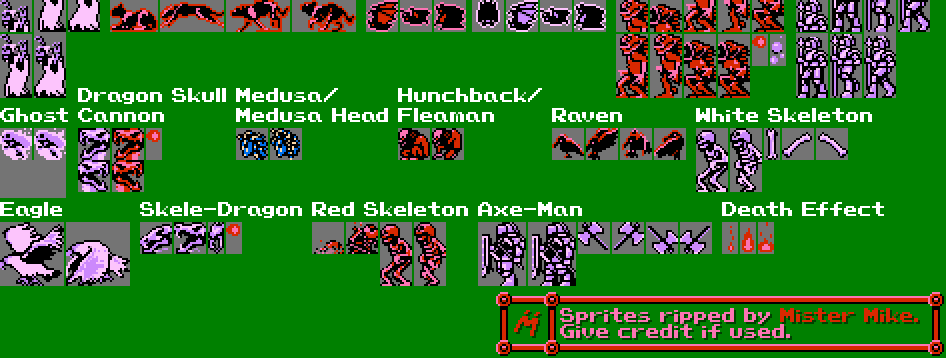 Dragon Skull Medusa/ Hunchback/
Ghost Cannon Medusa Head Fleaman Raven White Skeleton
Eagle Skele-Dragon Red Skeleton Axe-Man Death Effect
Sprites ripped by Mister Mike.
Give credit if used.